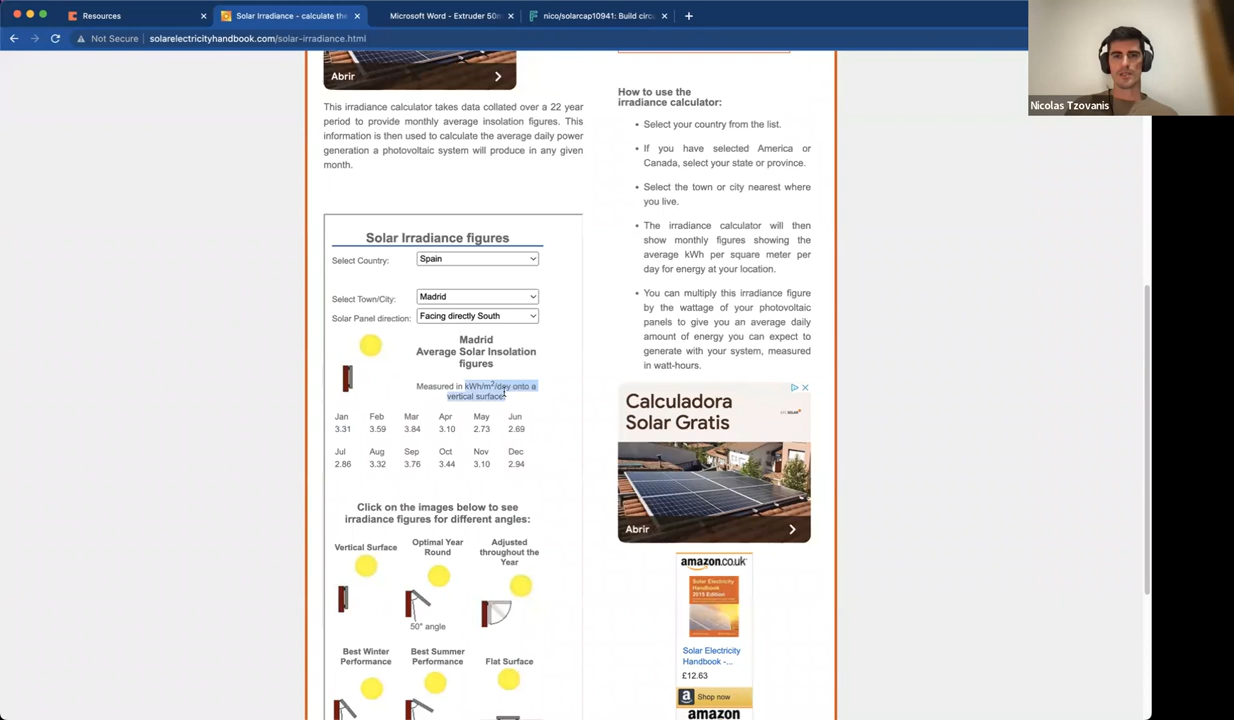 Resources
Solar Irradiance - calculate the
Microsoft Word - Extruder 50m
nico/solarcap10941: Build circ
Not Secure
solarelectricityhandbook.com/solar-irradiance.html
Nicolas Tzovanis
Abrir
This irradiance calculator takes data collated over a 22 year
period to provide monthly average insolation figures. This
information is then used to calculate the average daily power
generation a photovoltaic system will produce in any given
month.
Solar Irradiance figures
Select Country:
Spain
Select Town/City:
Madrid
Solar Panel direction:
Facing directly South
Madrid
Average Solar Insolation
figures
Measured in kWh/m2/day onto a
vertical surface:
Jan Feb Mar Apr May Jun
3.31 3.59 3.84 3.10 2.73 2.69
Jul Aug Sep Oct Nov Dec
2.86 3.32 3.76 3.44 3.10 2.94
Click on the images below to see
irradiance figures for different angles:
Vertical Surface
Optimal Year
Round
50° angle
Adjusted
throughout the
Year
Best Winter
Performance
Best Summer
Performance
Flat Surface
How to use the
irradiance calculator:
• Select your country from the list.
• If you have selected America or
Canada, select your state or province.
• Select the town or city nearest where
you live.
• The irradiance calculator will then
show monthly figures showing the
average kWh per square meter per
day for energy at your location.
• You can multiply this irradiance figure
by the wattage of your photovoltaic
panels to give you an average daily
amount of energy you can expect to
generate with your system, measured
in watt-hours.
Calculadora
Solar Gratis
Abrir
amazon.co.uk
Solar Electricity
Handbook
2015 Edition
Solar Electricity
Handbook -...
£12.63
Shop now
amazon